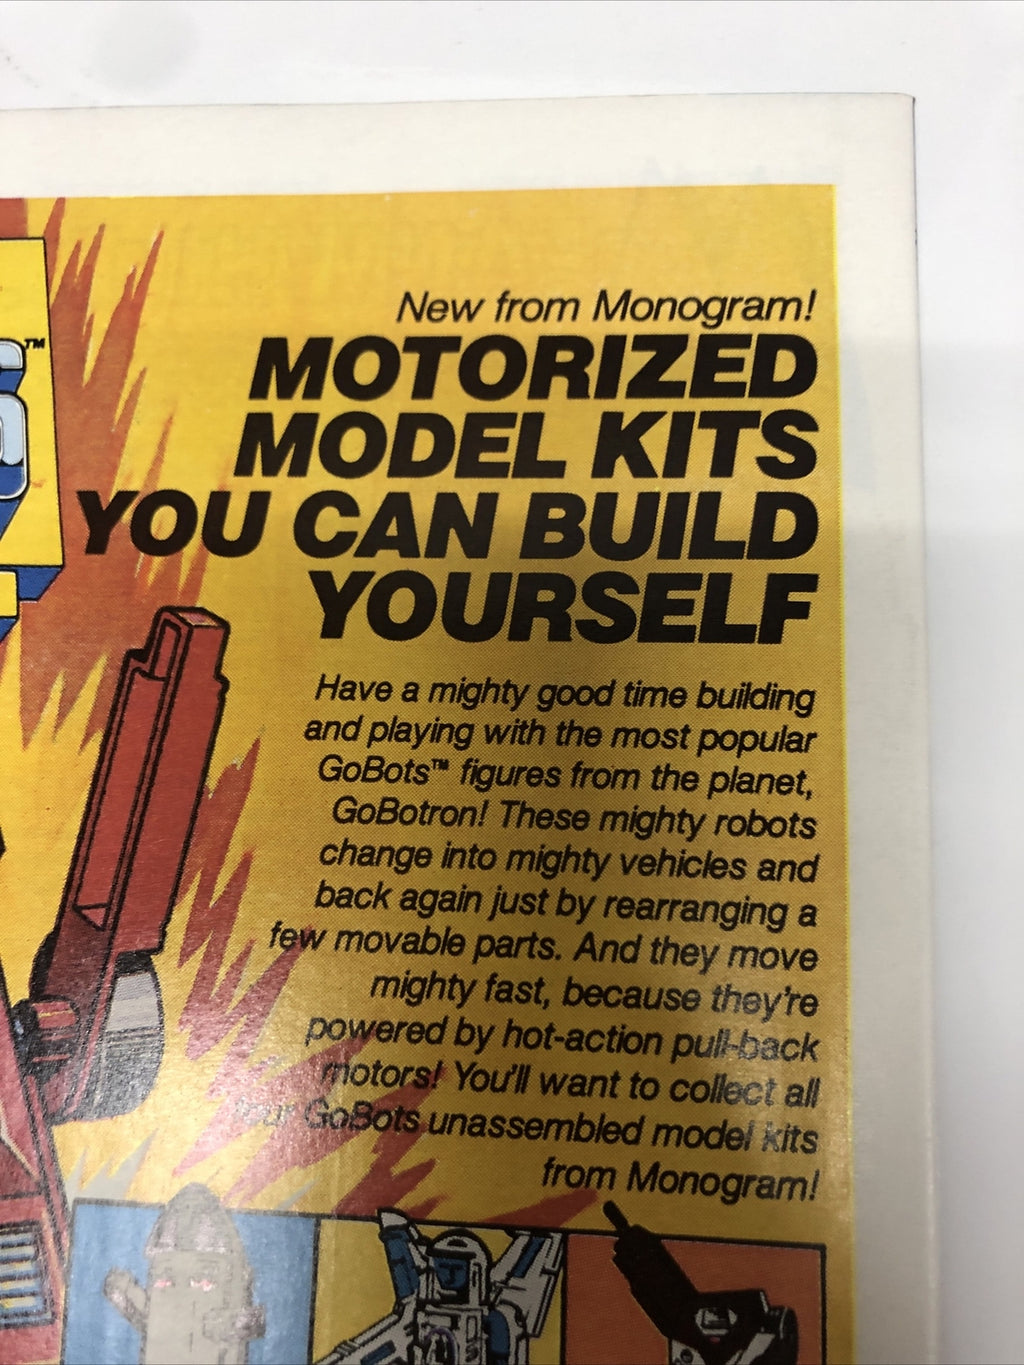 New from Monogram!
MOTORIZED
MODEL KITS
YOU CAN BUILD
YOURSELF
Have a mighty good time building
and playing with the most popular
GoBots™ figures from the planet,
GoBotron! These mighty robots
change into mighty vehicles and
back again just by rearranging a
few movable parts. And they move
mighty fast, because they're
powered by hot-action pull-back
motors! You'll want to collect all
four GoBots unassembled model kits
from Monogram!
™